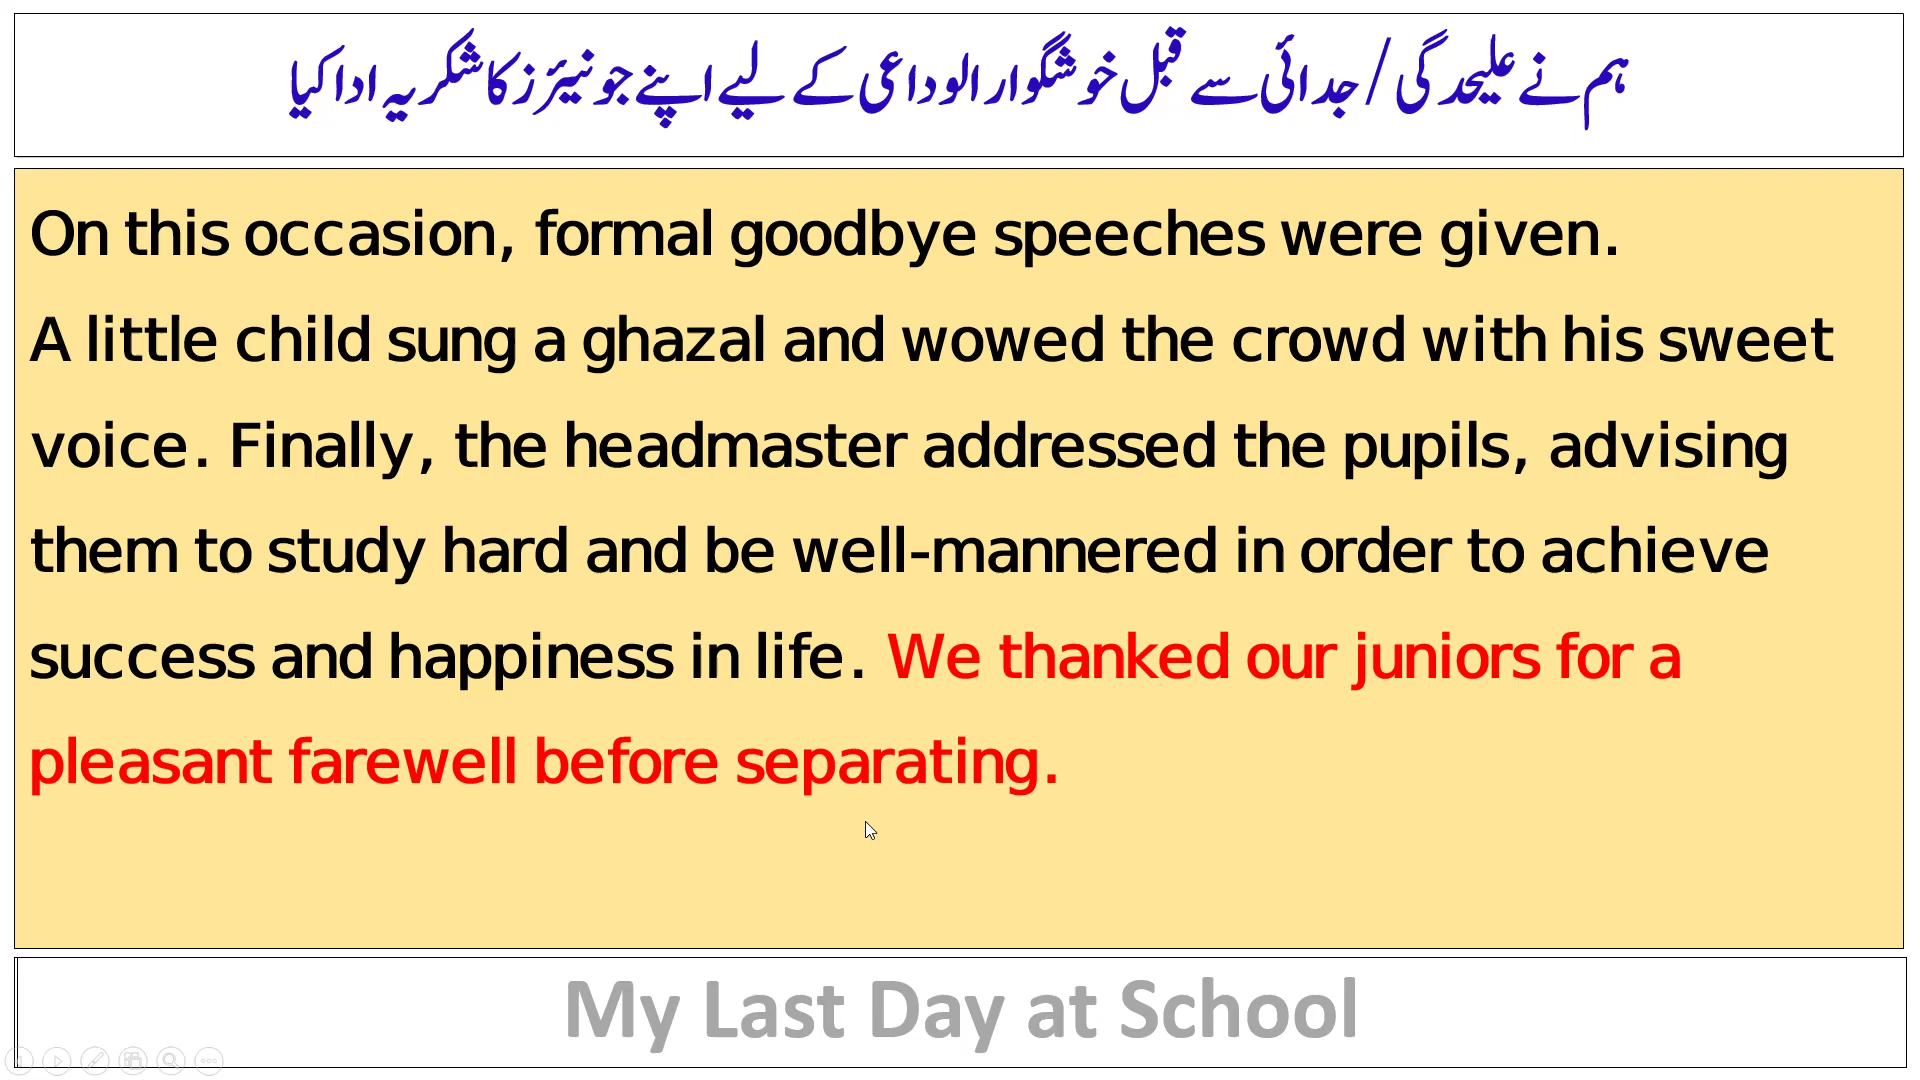 ہم نے علیحدگی/جدائی سے قبل خوشگوار الوداعی کے لیے اپنے جونیئرز کا شکریہ ادا کیا
On this occasion, formal goodbye speeches were given.
A little child sung a ghazal and wowed the crowd with his sweet
voice. Finally, the headmaster addressed the pupils, advising
them to study hard and be well-mannered in order to achieve
success and happiness in life. We thanked our juniors for a
pleasant farewell before separating.
My Last Day at School